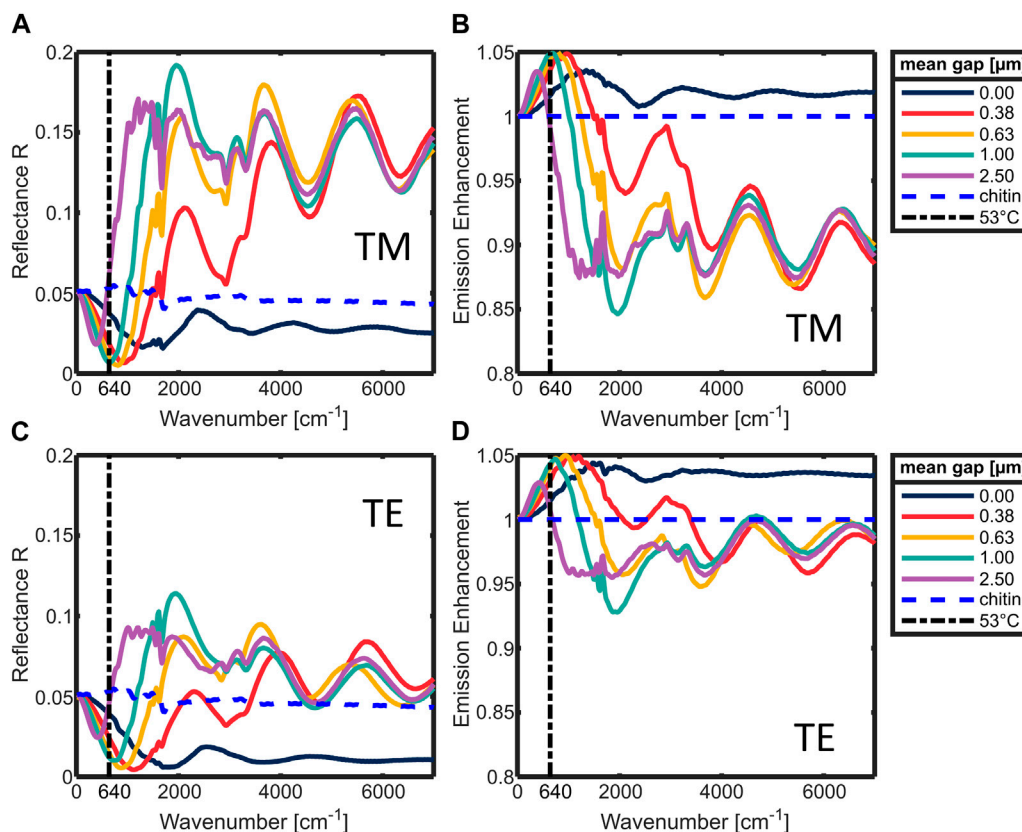 A
B
0.2
0.15
0.1
0.05
0
Reflectance R
TM
0 640 2000 4000 6000
Wavenumber [cm-1]
1.05
1
0.95
0.9
0.85
0.8
Emission Enhancement
TM
0 640 2000 4000 6000
Wavenumber [cm-1]
mean gap [µm]
0.00
0.38
0.63
1.00
2.50
chitin
53°C
C
D
0.2
0.15
0.1
0.05
0
Reflectance R
TE
0 640 2000 4000 6000
Wavenumber [cm-1]
1.05
1
0.95
0.9
0.85
0.8
Emission Enhancement
TE
0 640 2000 4000 6000
Wavenumber [cm-1]
mean gap [µm]
0.00
0.38
0.63
1.00
2.50
chitin
53°C